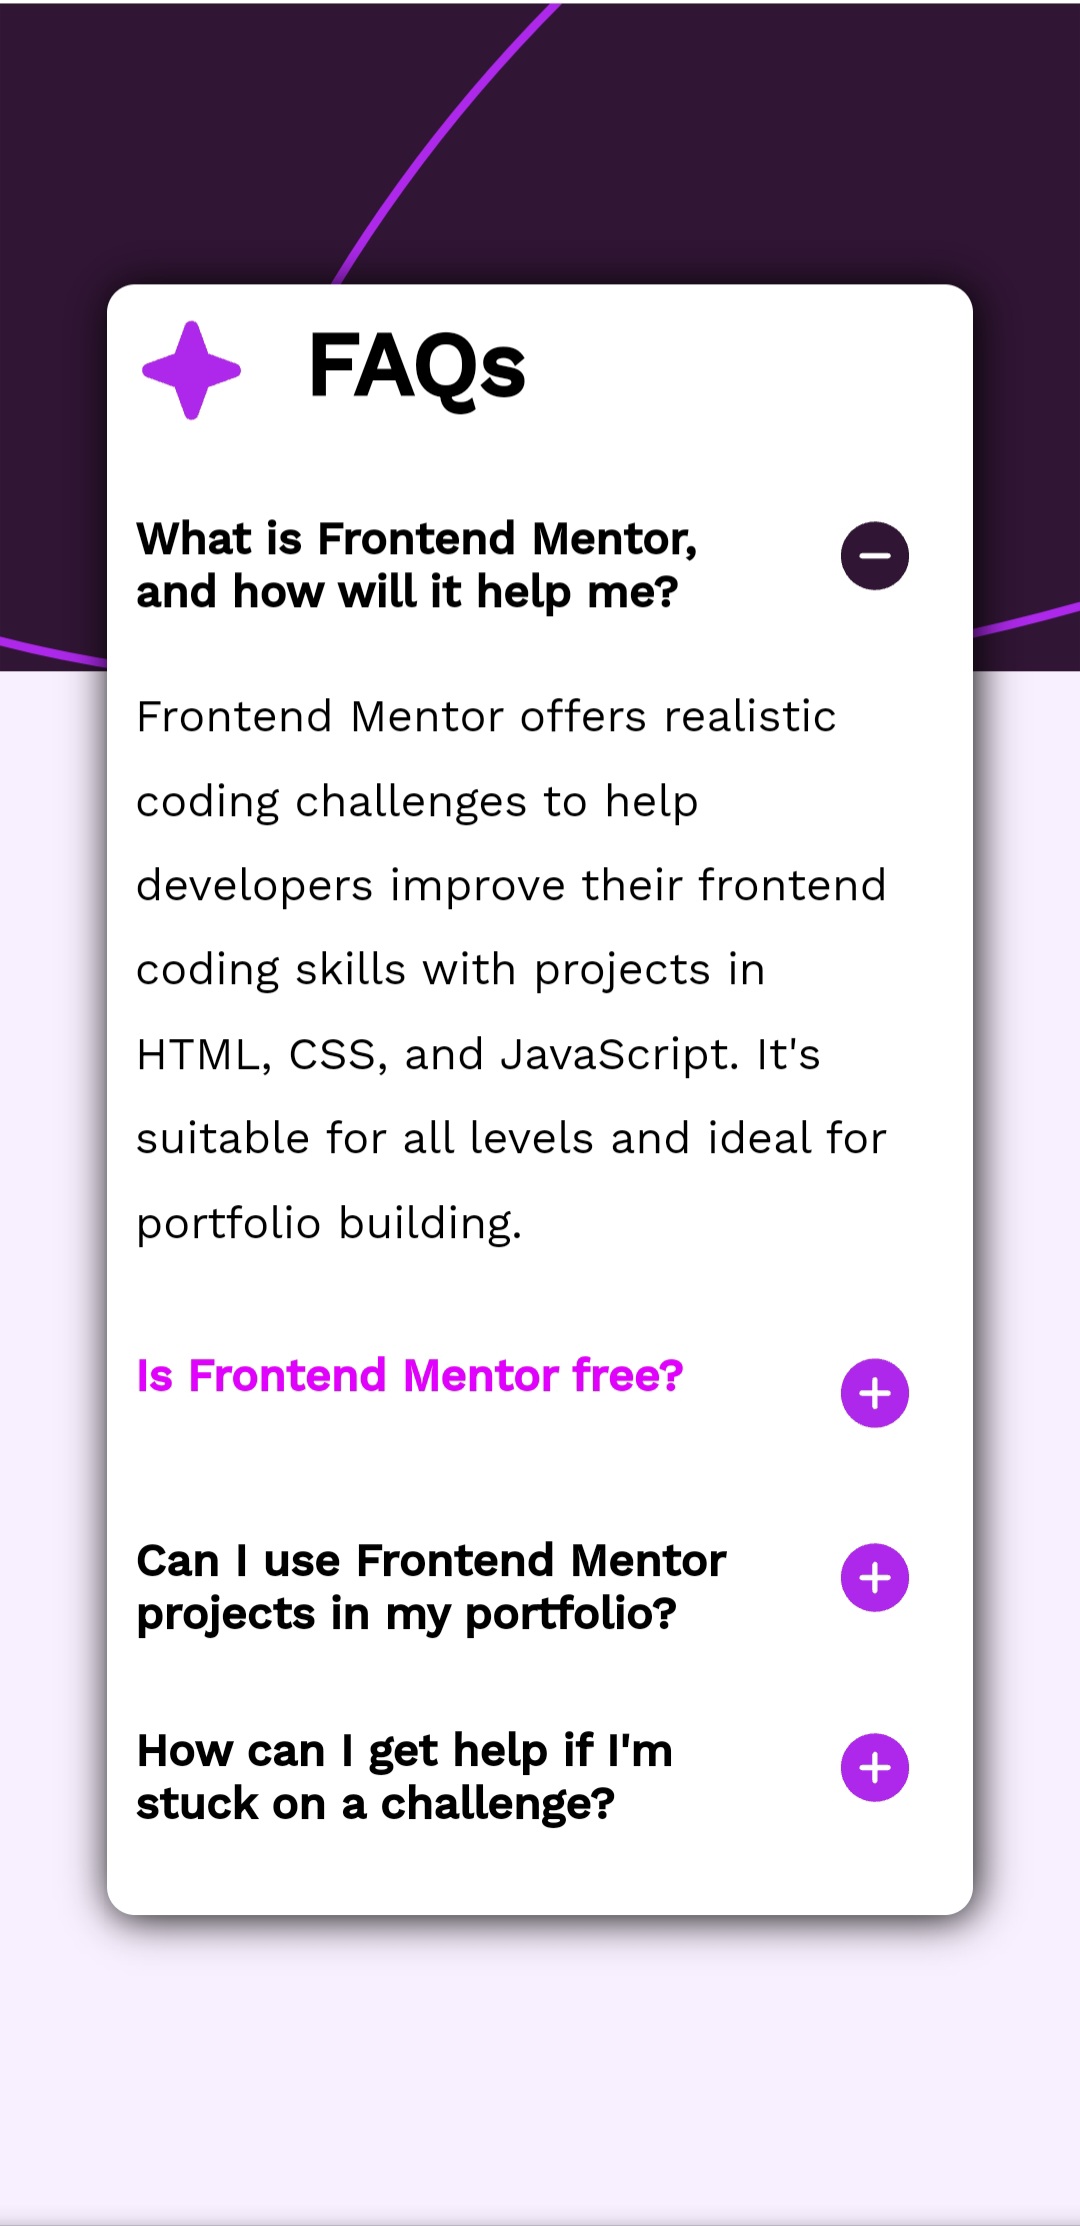 FAQs
What is Frontend Mentor,
and how will it help me?
Frontend Mentor offers realistic
coding challenges to help
developers improve their frontend
coding skills with projects in
HTML, CSS, and JavaScript. It's
suitable for all levels and ideal for
portfolio building.
Is Frontend Mentor free?
Can I use Frontend Mentor
projects in my portfolio?
How can I get help if I'm
stuck on a challenge?